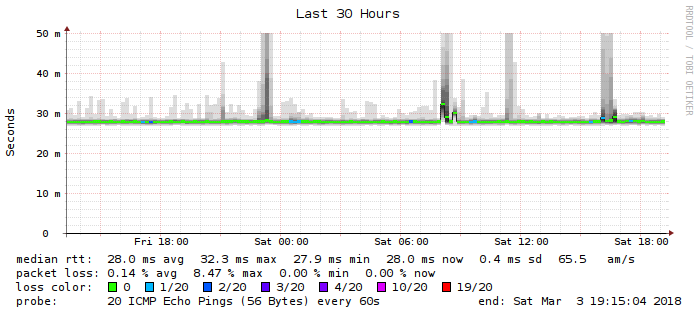 Last 30 Hours
RRDTOOL / TOBI OETIKER
Seconds
50 m
40 m
30 m
20 m
10 m
0
Fri 18:00 Sat 00:00 Sat 06:00 Sat 12:00 Sat 18:00
median rtt: 28.0 ms avg 32.3 ms max 27.9 ms min 28.0 ms now 0.4 ms sd 65.5 am/s
packet loss: 0.14 % avg 8.47 % max 0.00 % min 0.00 % now
loss color: 0 1/20 2/20 3/20 4/20 10/20 19/20
probe: 20 ICMP Echo Pings (56 Bytes) every 60s end: Sat Mar 3 19:15:04 2018